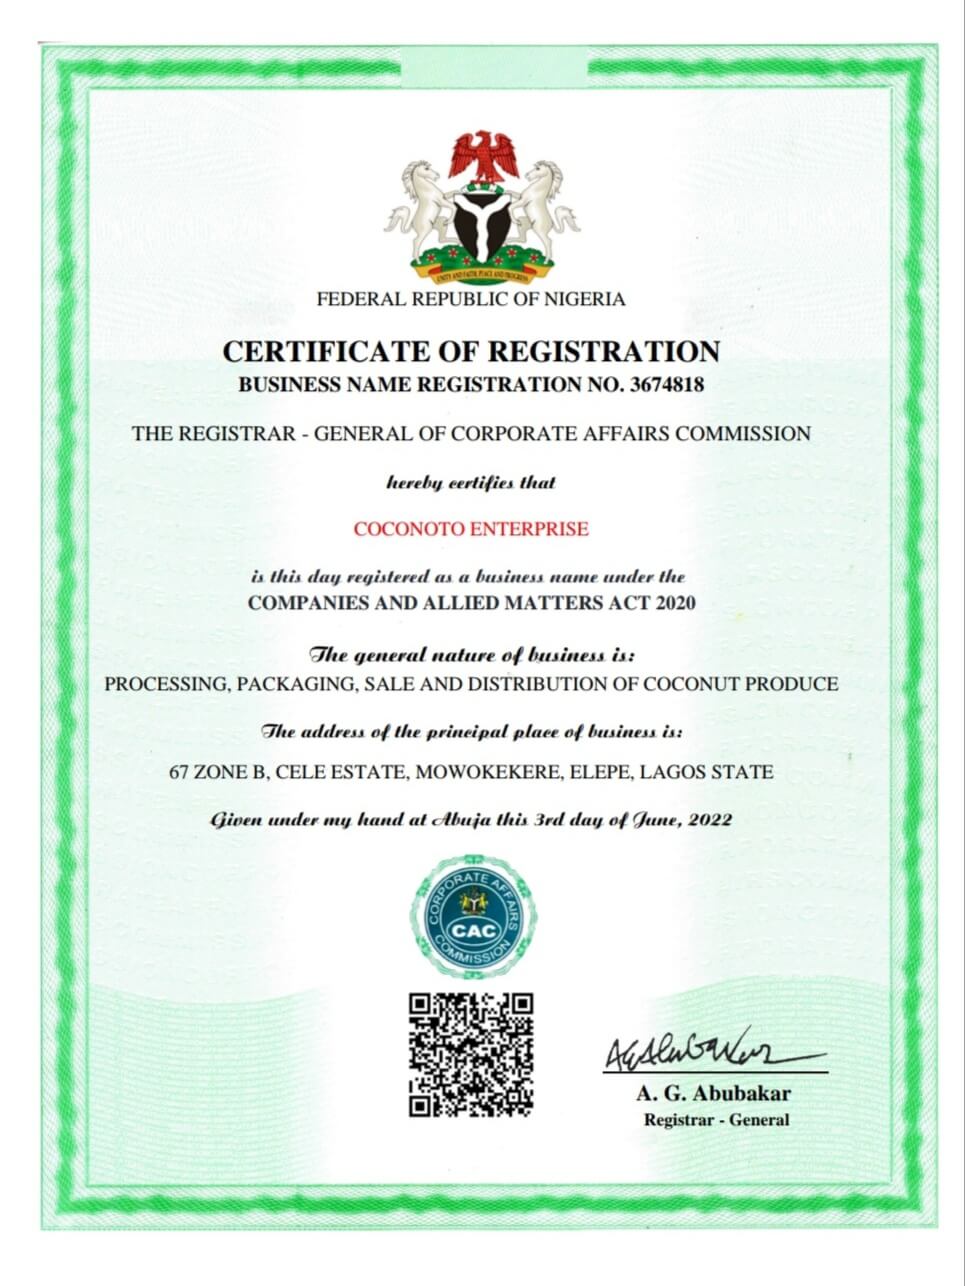 UNITY AND FAITH, PEACE AND PROGRESS
FEDERAL REPUBLIC OF NIGERIA
CERTIFICATE OF REGISTRATION
BUSINESS NAME REGISTRATION NO. 3674818
THE REGISTRAR - GENERAL OF CORPORATE AFFAIRS COMMISSION
hereby certifies that
COCONOTO ENTERPRISE
is this day registered as a business name under the
COMPANIES AND ALLIED MATTERS ACT 2020
The general nature of business is:
PROCESSING, PACKAGING, SALE AND DISTRIBUTION OF COCONUT PRODUCE
The address of the principal place of business is:
67 ZONE B, CELE ESTATE, MOWOKEKERE, ELEPE, LAGOS STATE
Given under my hand at Abuja this 3rd day of June, 2022
CORPORATE AFFAIRS
CAC
COMMISSION
A. G. Abubakar
Registrar - General